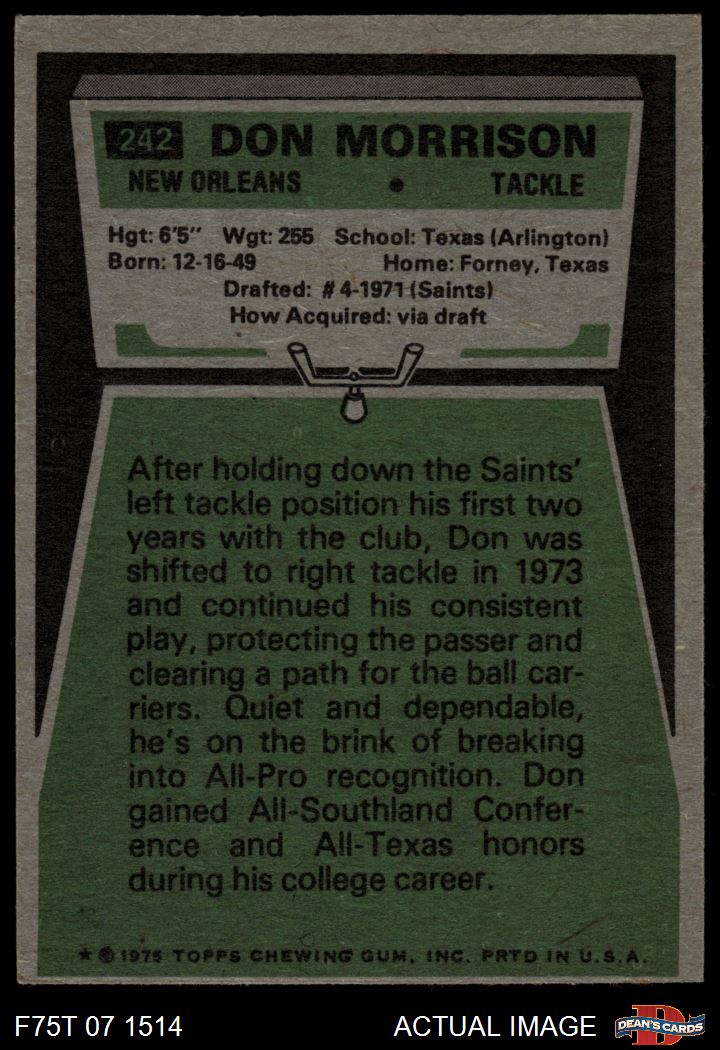 242 DON MORRISON
NEW ORLEANS • TACKLE
Hgt: 6'5" Wgt: 255 School: Texas (Arlington)
Born: 12-16-49 Home: Forney, Texas
Drafted: #4-1971 (Saints)
How Acquired: via draft
After holding down the Saints'
left tackle position his first two
years with the club, Don was
shifted to right tackle in 1973
and continued his consistent
play, protecting the passer and
clearing a path for the ball car-
riers. Quiet and dependable,
he's on the brink of breaking
into All-Pro recognition. Don
gained All-Southland Confer-
ence and All-Texas honors
during his college career.
★ © 1975 TOPPS CHEWING GUM, INC. PRTD IN U.S.A.
F75T 07 1514 ACTUAL IMAGE D DEAN'S CARDS